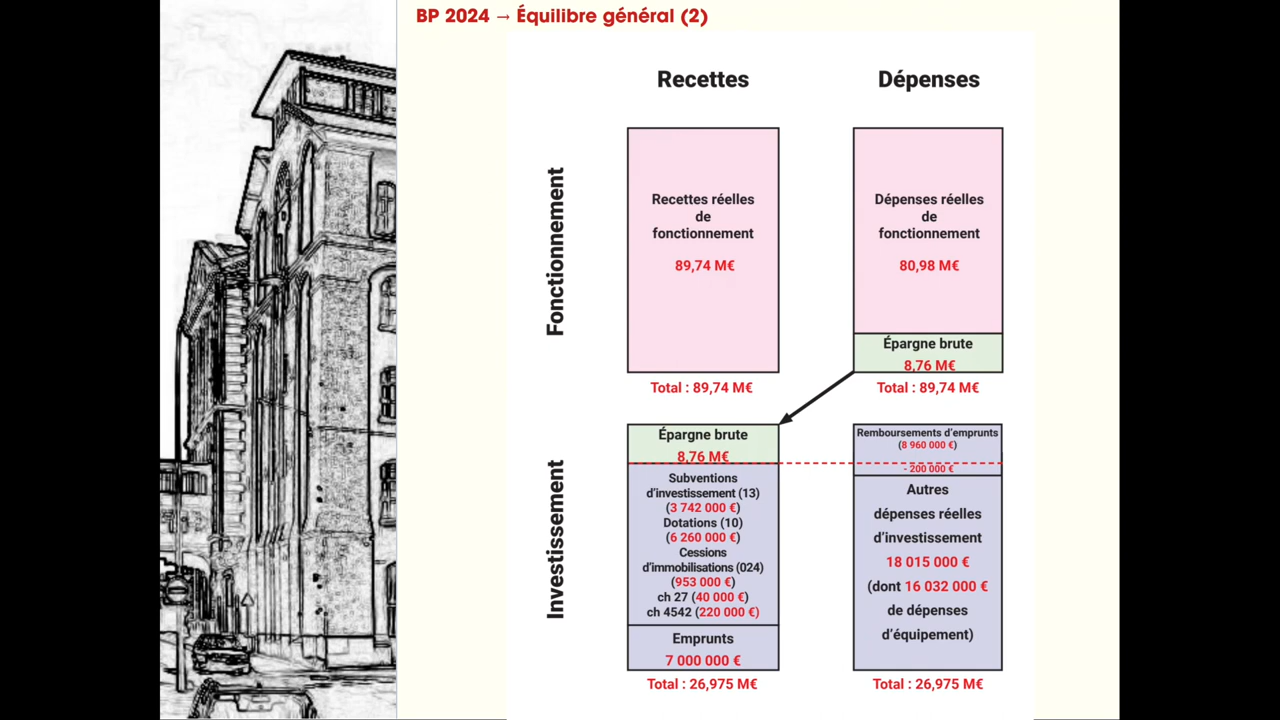 BP 2024 → Équilibre général (2)
Recettes
Dépenses
Fonctionnement
Recettes réelles
de
fonctionnement
89,74 M€
Total : 89,74 M€
Dépenses réelles
de
fonctionnement
80,98 M€
Épargne brute
8,76 M€
Total : 89,74 M€
Investissement
Épargne brute
8,76 M€
Subventions
d'investissement (13)
(3 742 000 €)
Dotations (10)
(6 260 000 €)
Cessions
d'immobilisations (024)
(953 000 €)
ch 27 (40 000 €)
ch 4542 (220 000 €)
Emprunts
7 000 000 €
Total : 26,975 M€
Remboursements d'emprunts
(8 960 000 €)
- 200 000 €
Autres
dépenses réelles
d'investissement
18 015 000 €
(dont 16 032 000 €
de dépenses
d'équipement)
Total : 26,975 M€